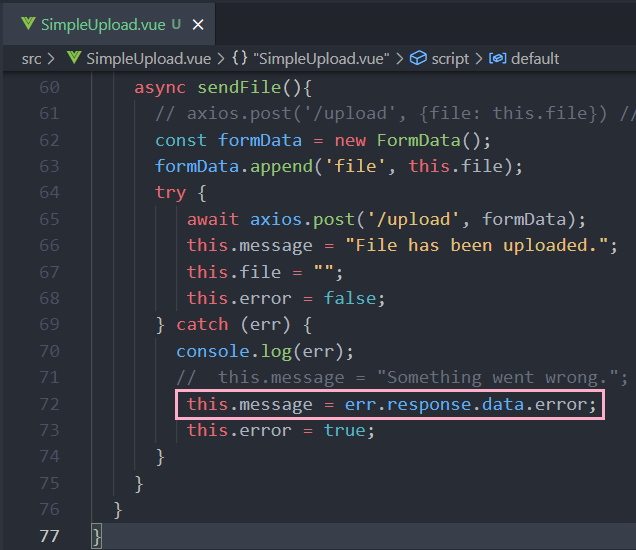 SimpleUpload.vue U ×
src > SimpleUpload.vue > {} "SimpleUpload.vue" > script > default
60 async sendFile(){
61 // axios.post('/upload', {file: this.file}) //
62 const formData = new FormData();
63 formData.append('file', this.file);
64 try {
65 await axios.post('/upload', formData);
66 this.message = "File has been uploaded.";
67 this.file = "";
68 this.error = false;
69 } catch (err) {
70 console.log(err);
71 //  this.message = "Something went wrong.";
72 this.message = err.response.data.error;
73 this.error = true;
74 }
75 }
76 }
77 }